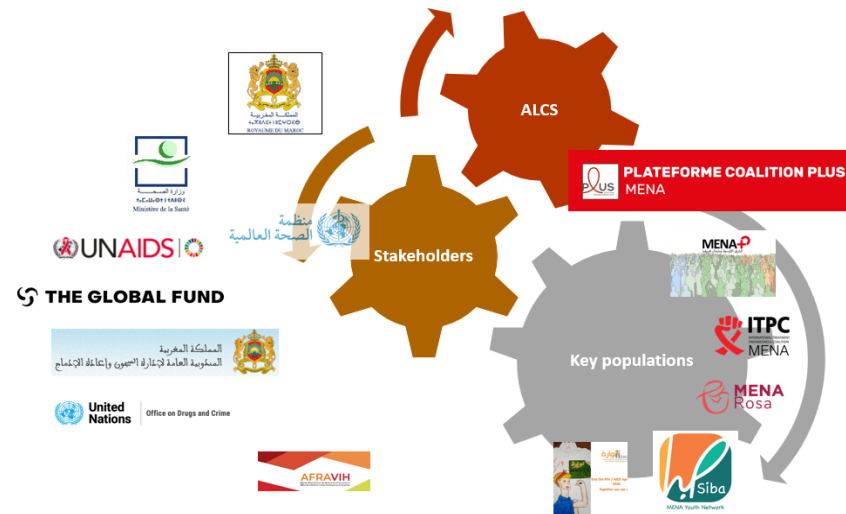 ALCS
المملكة المغربية
ROYAUME DU MAROC
PLUS
PLATEFORME COALITION PLUS
MENA
وزارة الصحة
Ministère de la Santé
منظمة
الصحة العالمية
UNAIDS
Stakeholders
MENA
THE GLOBAL FUND
ITPC
MENA
المملكة المغربية
المندوبية العامة لإدارة السجون وإعادة الإدماج
Key populations
MENA
Rosa
United
Nations
Office on Drugs and Crime
AFRAVIH
Siba
MENA Youth Network